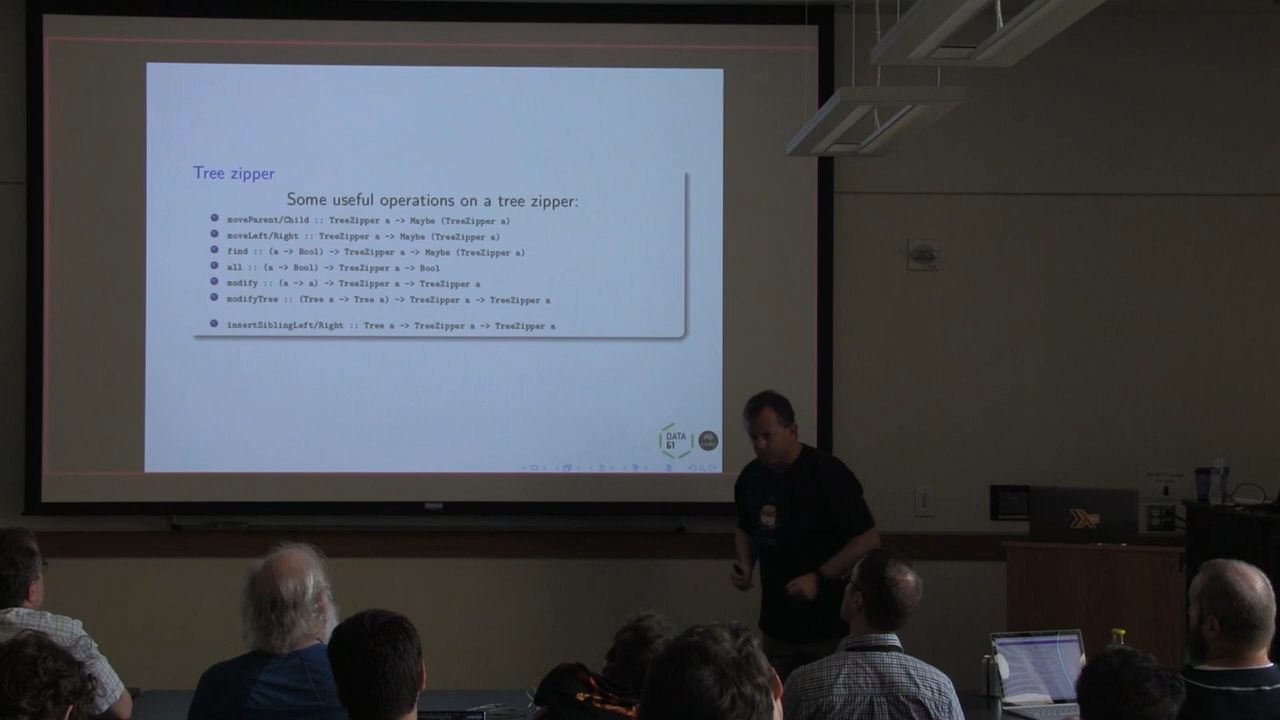 Tree zipper
Some useful operations on a tree zipper:
moveParent/Child :: TreeZipper a -> Maybe (TreeZipper a)
moveLeft/Right :: TreeZipper a -> Maybe (TreeZipper a)
find :: (a -> Bool) -> TreeZipper a -> Maybe (TreeZipper a)
all :: (a -> Bool) -> TreeZipper a -> Bool
modify :: (a -> a) -> TreeZipper a -> TreeZipper a
modifyTree :: (Tree a -> Tree a) -> TreeZipper a -> TreeZipper a
insertSiblingLeft/Right :: Tree a -> TreeZipper a -> TreeZipper a
DATA
61